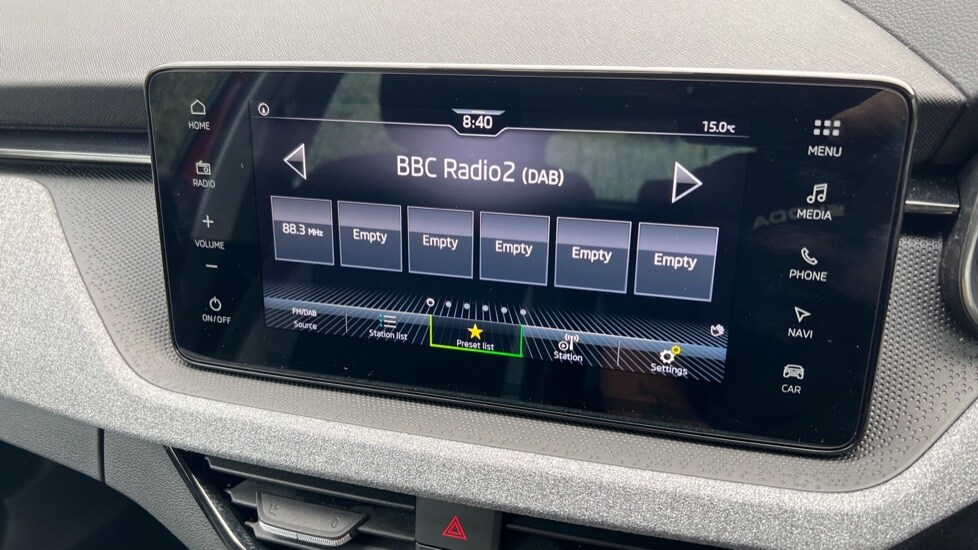 HOME
RADIO
+
VOLUME
−
ON/OFF
8:40
15.0°C
BBC Radio2 (DAB)
88.3 MHz
Empty
Empty
Empty
Empty
Empty
FM/DAB
Source
Station list
Preset list
Station
Settings
MENU
MEDIA
PHONE
NAVI
CAR